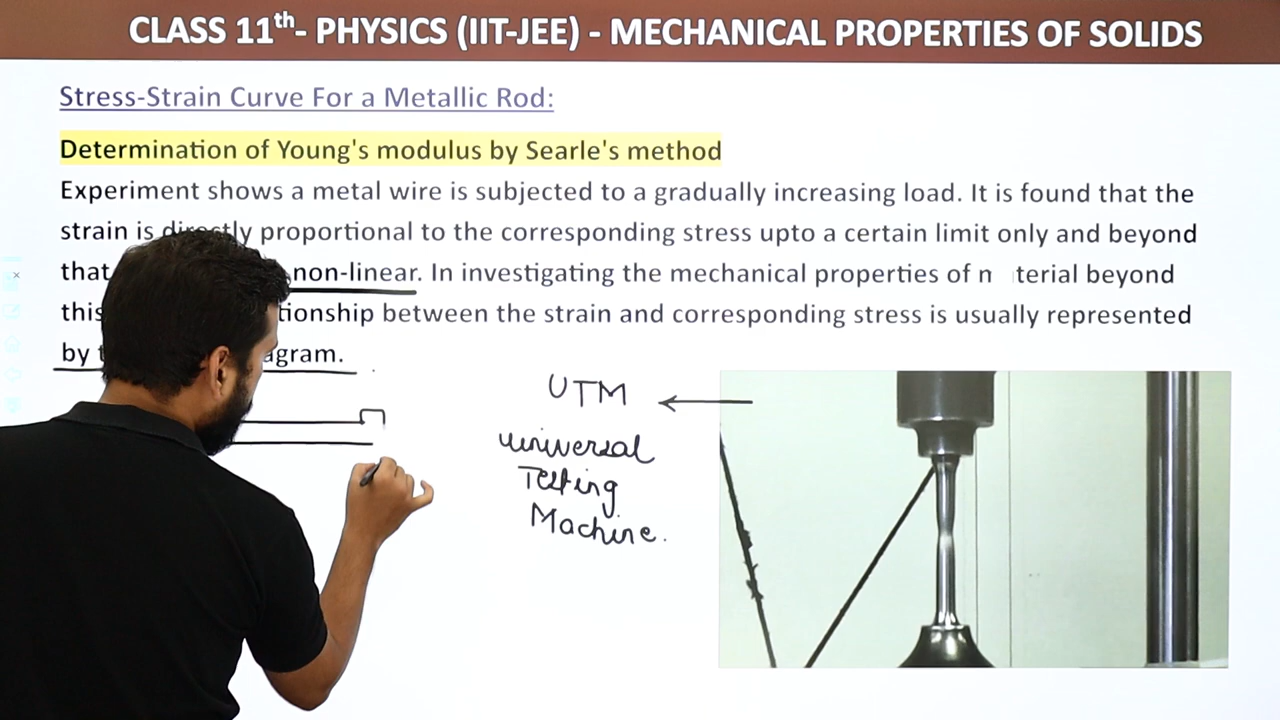 CLASS 11th- PHYSICS (IIT-JEE) - MECHANICAL PROPERTIES OF SOLIDS
Stress-Strain Curve For a Metallic Rod:
Determination of Young's modulus by Searle's method
Experiment shows a metal wire is subjected to a gradually increasing load. It is found that the
strain is directly proportional to the corresponding stress upto a certain limit only and beyond
that non-linear. In investigating the mechanical properties of beyond
this between the strain and corresponding stress is usually represented
by
UTM
universal
Testing
Machine.